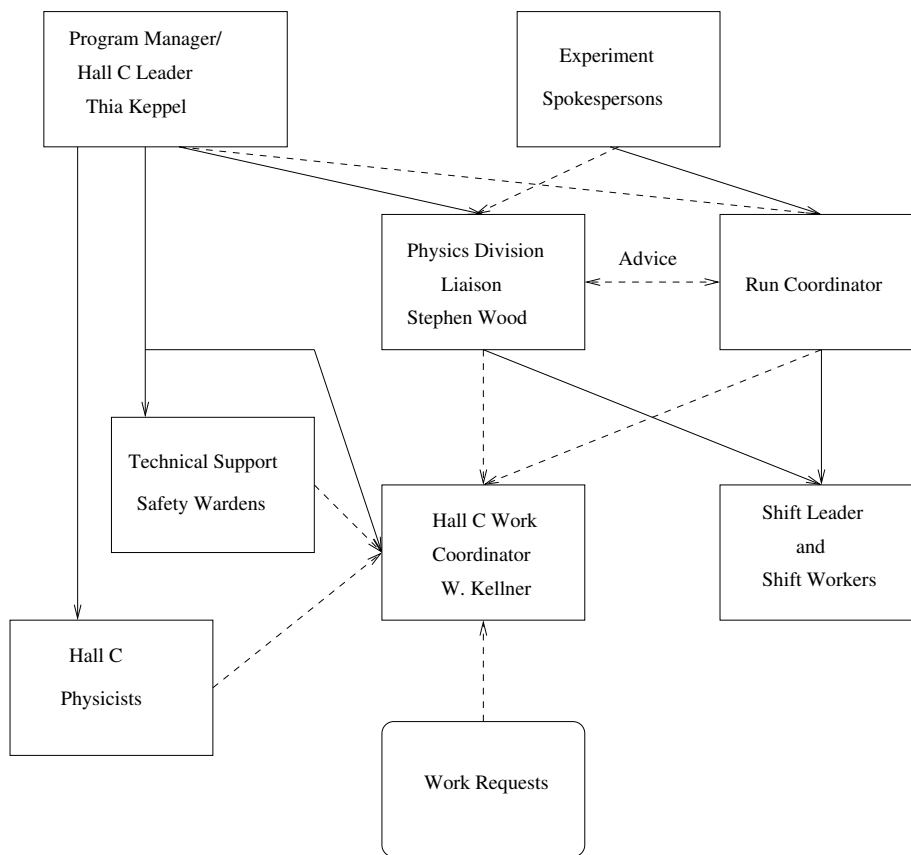 Program Manager/
Hall C Leader
Thia Keppel
Experiment
Spokespersons
Physics Division
Liaison
Stephen Wood
Advice
Run Coordinator
Technical Support
Safety Wardens
Hall C Work
Coordinator
W. Kellner
Shift Leader
and
Shift Workers
Hall C
Physicists
Work Requests